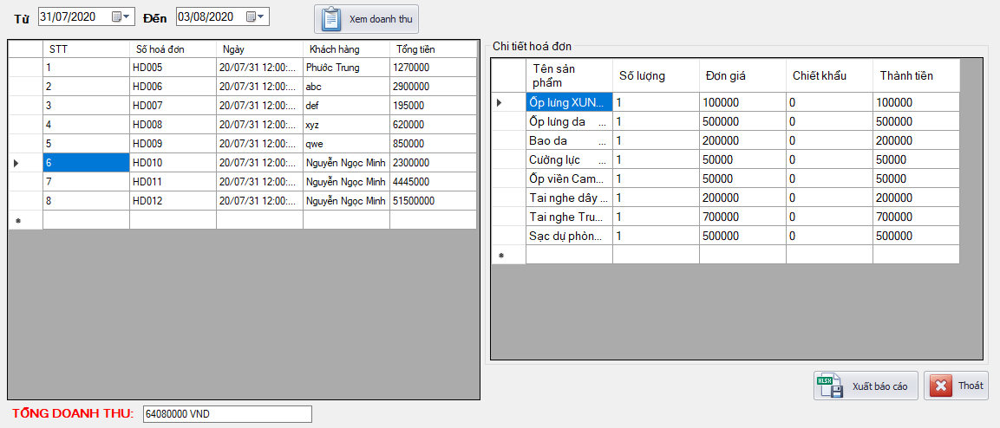 Từ 31/07/2020 Đến 03/08/2020 Xem doanh thu
STT Số hoá đơn Ngày Khách hàng Tổng tiền
1 HD005 20/07/31 12:00:... Phước Trung 1270000
2 HD006 20/07/31 12:00:... abc 2900000
3 HD007 20/07/31 12:00:... def 195000
4 HD008 20/07/31 12:00:... xyz 620000
5 HD009 20/07/31 12:00:... qwe 850000
6 HD010 20/07/31 12:00:... Nguyễn Ngọc Minh 2300000
7 HD011 20/07/31 12:00:... Nguyễn Ngọc Minh 4445000
8 HD012 20/07/31 12:00:... Nguyễn Ngọc Minh 51500000
Chi tiết hoá đơn
Tên sản phẩm Số lượng Đơn giá Chiết khấu Thành tiền
Ốp lưng XUN... 1 100000 0 100000
Ốp lưng da ... 1 500000 0 500000
Bao da ... 1 200000 0 200000
Cường lực ... 1 50000 0 50000
Ốp viền Cam... 1 50000 0 50000
Tai nghe dây ... 1 200000 0 200000
Tai nghe Tru... 1 700000 0 700000
Sạc dự phòn... 1 500000 0 500000
XLSX Xuất báo cáo Thoát
TỔNG DOANH THU: 64080000 VND